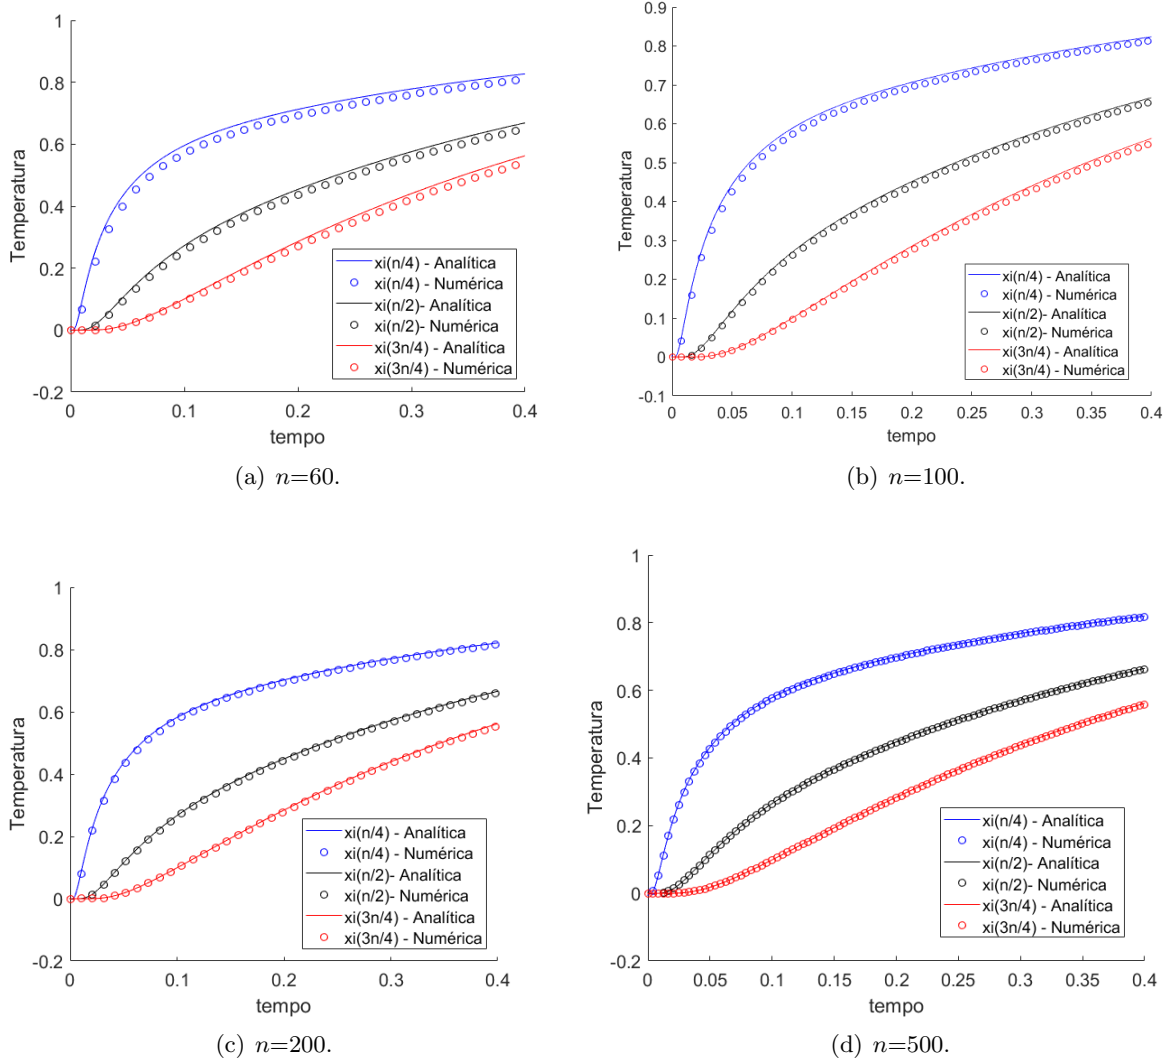 1
0.8
0.6
0.4
0.2
0
-0.2
Temperatura
0 0.1 0.2 0.3 0.4
tempo
xi(n/4) - Analítica
xi(n/4) - Numérica
xi(n/2)- Analítica
xi(n/2)- Numérica
xi(3n/4) - Analítica
xi(3n/4) - Numérica
(a) n=60.
0.9
0.8
0.7
0.6
0.5
0.4
0.3
0.2
0.1
0
-0.1
Temperatura
0 0.05 0.1 0.15 0.2 0.25 0.3 0.35 0.4
tempo
xi(n/4) - Analítica
xi(n/4) - Numérica
xi(n/2)- Analítica
xi(n/2)- Numérica
xi(3n/4) - Analítica
xi(3n/4) - Numérica
(b) n=100.
1
0.8
0.6
0.4
0.2
0
-0.2
Temperatura
0 0.1 0.2 0.3 0.4
tempo
xi(n/4) - Analítica
xi(n/4) - Numérica
xi(n/2)- Analítica
xi(n/2)- Numérica
xi(3n/4) - Analítica
xi(3n/4) - Numérica
(c) n=200.
1
0.8
0.6
0.4
0.2
0
-0.2
Temperatura
0 0.05 0.1 0.15 0.2 0.25 0.3 0.35 0.4
tempo
xi(n/4) - Analítica
xi(n/4) - Numérica
xi(n/2)- Analítica
xi(n/2)- Numérica
xi(3n/4) - Analítica
xi(3n/4) - Numérica
(d) n=500.